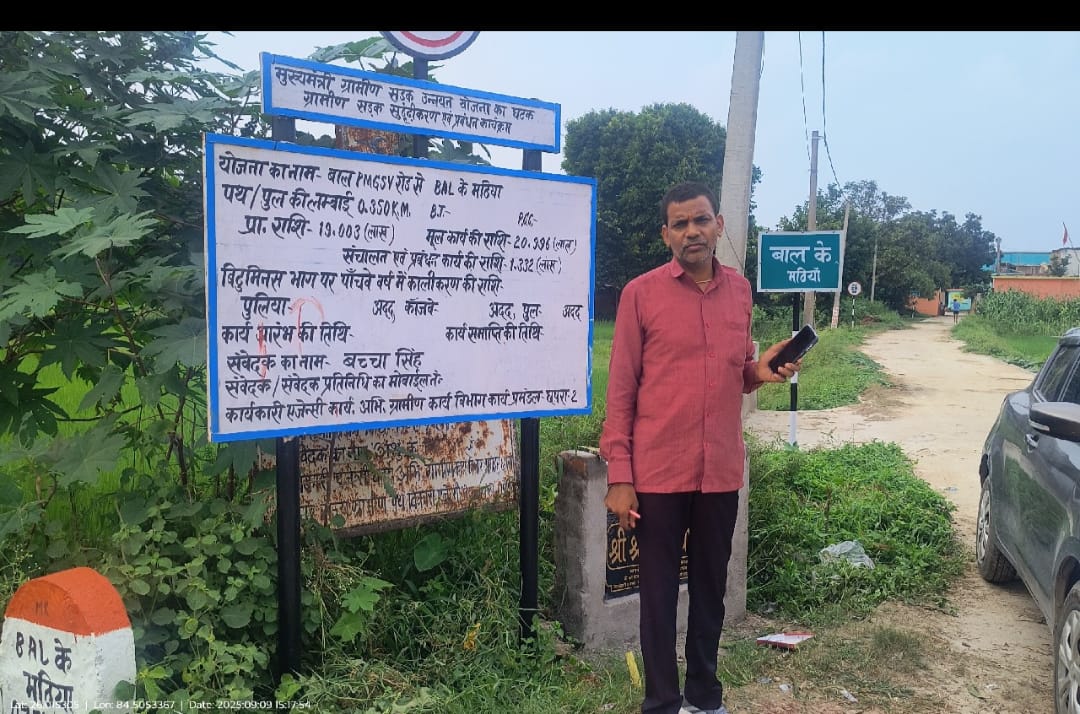 मुख्यमंत्री ग्रामीण सड़क उन्नयन योजना का घटक
ग्रामीण सड़क सुदृढीकरण एवं प्रबंधन कार्यक्रम
योजना का नाम- बाल PMGSY रोड से BAL के मठिया
पथ/पुल की लम्बाई 0.350K.M. B.T:- P.C.C:-
प्रा. राशि- 19.003 (लाख) मूल कार्य की राशि- 20.996 (लाख)
संचालन एवं प्रबंधन कार्य की राशि- 1.332 (लाख)
विटुमिनस भाग पर पाँचवे वर्ष में कालीकरण की राशि-
पुलिया- अदद, कॉजवे- अदद, पुल- अदद
कार्य प्रारंभ की तिथि- कार्य समाप्ति की तिथि-
संवेदक का नाम- बच्चा सिंह
संवेदक/संवेदक प्रतिनिधि का मोबाईल नं॰
कार्यकारी एजेन्सी कार्य. अभि. ग्रामीण कार्य विभाग कार्य प्रमंडल- छपरा-2
बाल के
मठियाँ
श्री
BAL के
मठिया
Lon: 84.5053367 | Date: 2025:09:09 15:17:54